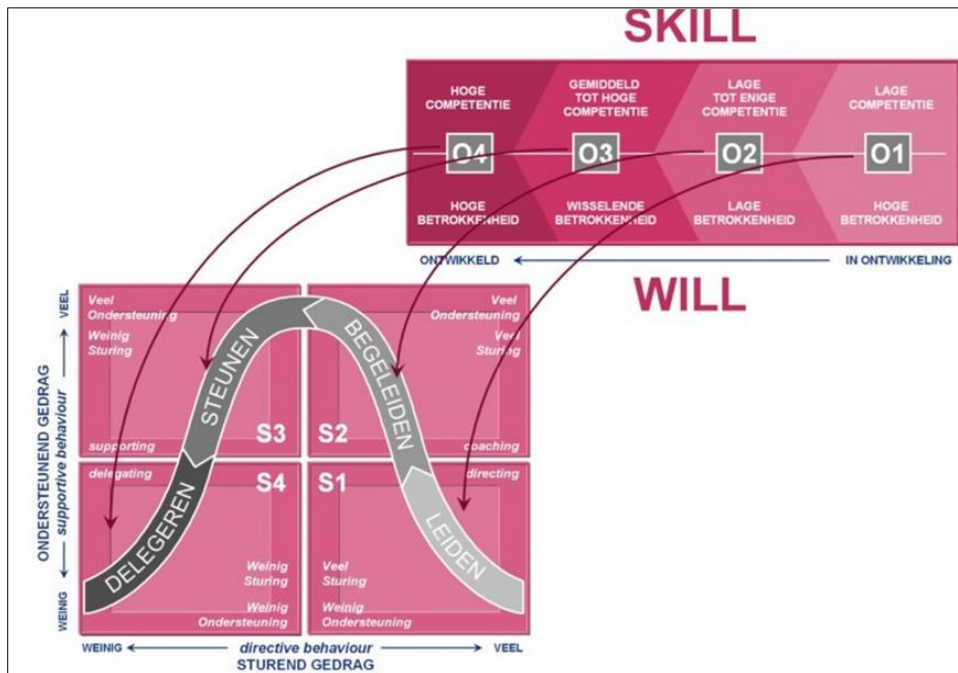 SKILL
HOGE
COMPETENTIE
GEMIDDELD
TOT HOGE
COMPETENTIE
LAGE
TOT ENIGE
COMPETENTIE
LAGE
COMPETENTIE
O4
O3
O2
O1
HOGE
BETROKKENHEID
WISSELENDE
BETROKKENHEID
LAGE
BETROKKENHEID
HOGE
BETROKKENHEID
ONTWIKKELD
IN ONTWIKKELING
WILL
ONDERSTEUNEND GEDRAG
supportive behaviour
VEEL
WEINIG
Veel
Ondersteuning
Weinig
Sturing
STEUNEN
S3
supporting
Veel
Ondersteuning
Veel
Sturing
BEGELEIDEN
S2
coaching
delegating
S4
DELEGEREN
Weinig
Sturing
Weinig
Ondersteuning
S1
directing
LEIDEN
Veel
Sturing
Weinig
Ondersteuning
WEINIG
directive behaviour
VEEL
STUREND GEDRAG